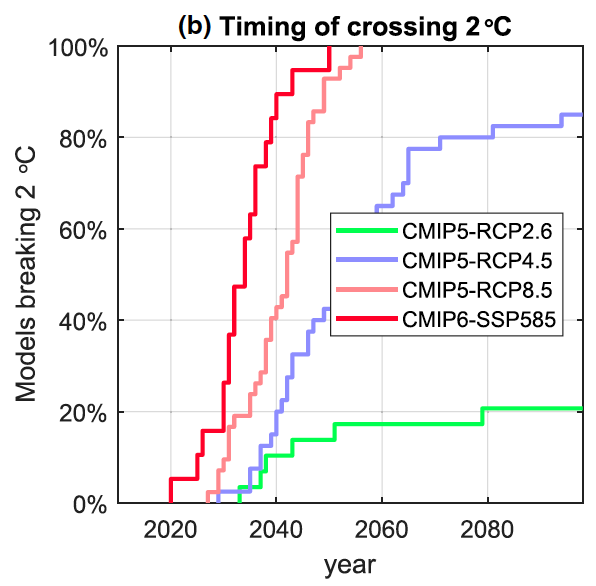 (b) Timing of crossing 2°C
Models breaking 2 °C
100%
80%
60%
40%
20%
0%
CMIP5-RCP2.6
CMIP5-RCP4.5
CMIP5-RCP8.5
CMIP6-SSP585
2020 2040 2060 2080
year